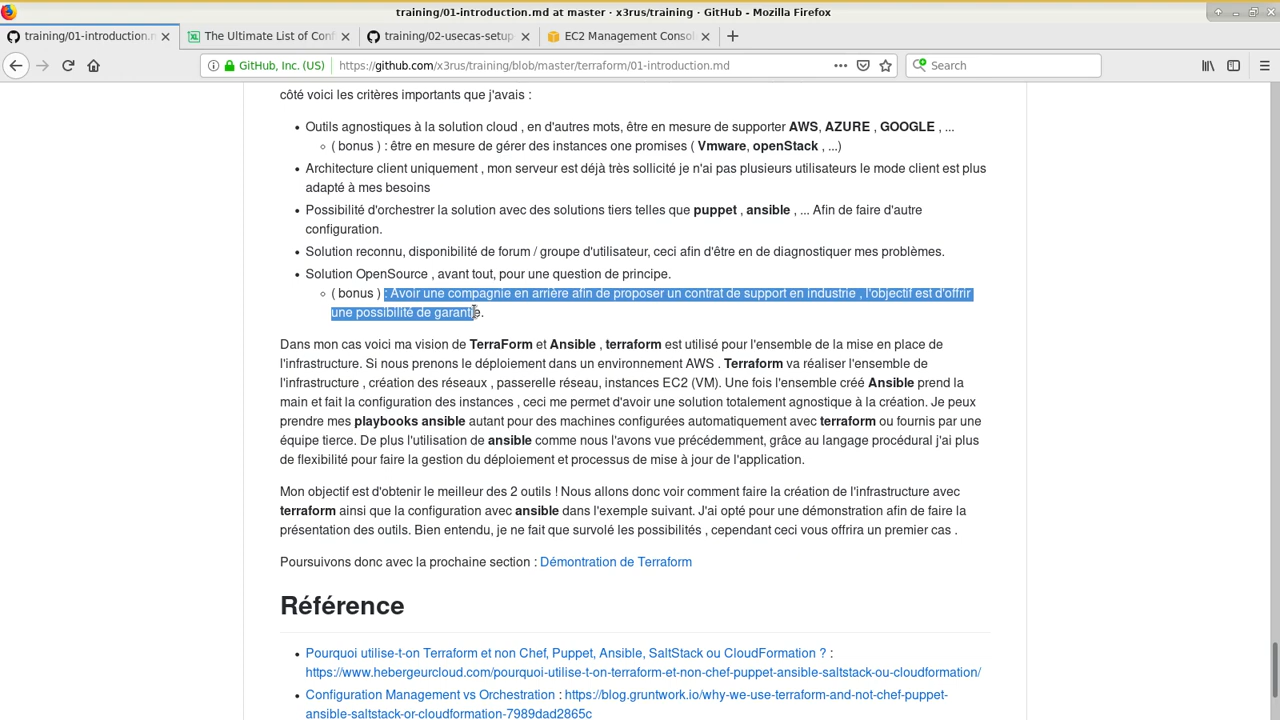 training/01-introduction.md at master · x3rus/training · GitHub - Mozilla Firefox
training/01-introduction.m
The Ultimate List of Conf
training/02-usecas-setup
EC2 Management Consol
GitHub, Inc. (US)
https://github.com/x3rus/training/blob/master/terraform/01-introduction.md
Search
côté voici les critères importants que j'avais :
• Outils agnostiques à la solution cloud , en d'autres mots, être en mesure de supporter AWS, AZURE , GOOGLE , ...
◦ ( bonus ) : être en mesure de gérer des instances one promises ( Vmware, openStack , ...)
• Architecture client uniquement , mon serveur est déjà très sollicité je n'ai pas plusieurs utilisateurs le mode client est plus
adapté à mes besoins
• Possibilité d'orchestrer la solution avec des solutions tiers telles que puppet , ansible , ... Afin de faire d'autre
configuration.
• Solution reconnu, disponibilité de forum / groupe d'utilisateur, ceci afin d'être en de diagnostiquer mes problèmes.
• Solution OpenSource , avant tout, pour une question de principe.
◦ ( bonus ) : Avoir une compagnie en arrière afin de proposer un contrat de support en industrie , l'objectif est d'offrir
une possibilité de garantie.
Dans mon cas voici ma vision de TerraForm et Ansible , terraform est utilisé pour l'ensemble de la mise en place de
l'infrastructure. Si nous prenons le déploiement dans un environnement AWS . Terraform va réaliser l'ensemble de
l'infrastructure , création des réseaux , passerelle réseau, instances EC2 (VM). Une fois l'ensemble créé Ansible prend la
main et fait la configuration des instances , ceci me permet d'avoir une solution totalement agnostique à la création. Je peux
prendre mes playbooks ansible autant pour des machines configurées automatiquement avec terraform ou fournis par une
équipe tierce. De plus l'utilisation de ansible comme nous l'avons vue précédemment, grâce au langage procédural j'ai plus
de flexibilité pour faire la gestion du déploiement et processus de mise à jour de l'application.
Mon objectif est d'obtenir le meilleur des 2 outils ! Nous allons donc voir comment faire la création de l'infrastructure avec
terraform ainsi que la configuration avec ansible dans l'exemple suivant. J'ai opté pour une démonstration afin de faire la
présentation des outils. Bien entendu, je ne fait que survolé les possibilités , cependant ceci vous offrira un premier cas .
Poursuivons donc avec la prochaine section : Démontration de Terraform
Référence
• Pourquoi utilise-t-on Terraform et non Chef, Puppet, Ansible, SaltStack ou CloudFormation ? :
https://www.hebergeurcloud.com/pourquoi-utilise-t-on-terraform-et-non-chef-puppet-ansible-saltstack-ou-cloudformation/
• Configuration Management vs Orchestration : https://blog.gruntwork.io/why-we-use-terraform-and-not-chef-puppet-
ansible-saltstack-or-cloudformation-7989dad2865c